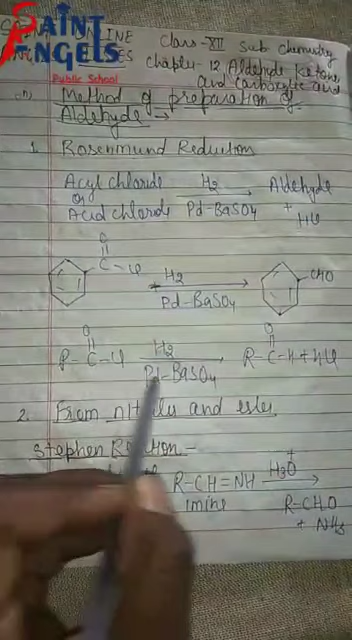 SAINT
ANGELS
Public School
ONLINE
Class-XII Sub Chemistry
Chapter-12, Aldehyde Ketone
and Carboxylic acid
Method of preparation of
Aldehyde →
1. Rosenmund Reduction
Acyl chloride H2 Aldehyde
or +
Acid chloride Pd-BaSO4 HCl
O
C-Cl +H2 CHO
Pd-BaSO4
O O
R-C-Cl H2 R-C-H+HCl
Pd-BaSO4
2. From nitriles and ester
Stephen Reaction-
R-CH=NH H3O+
imine R-CHO
+ NH3